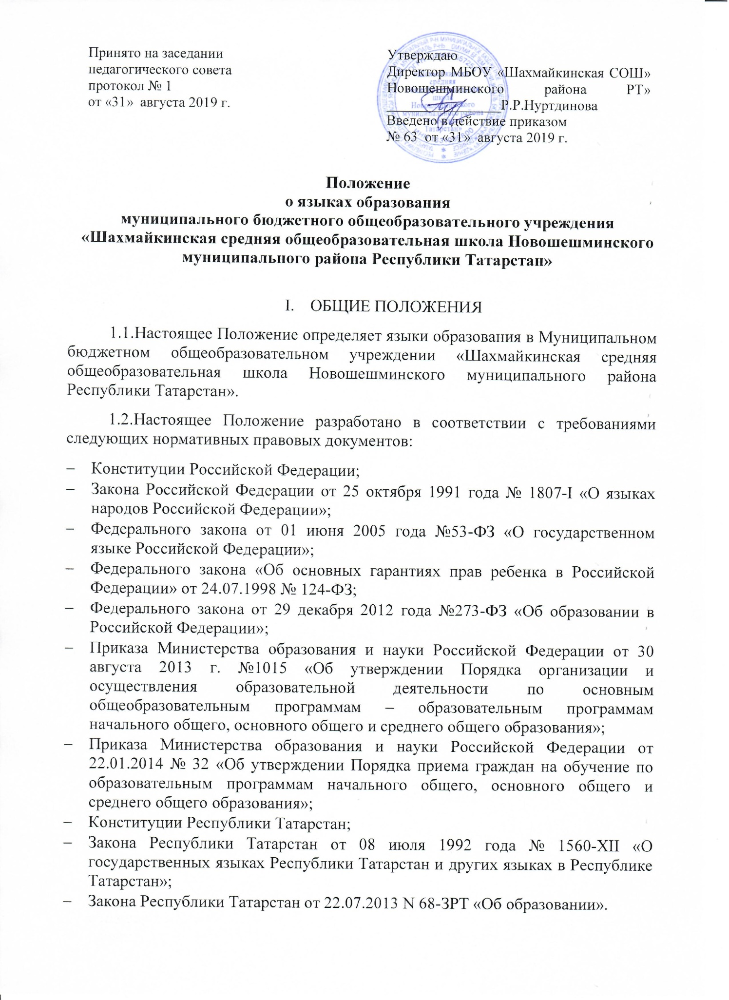 Принято на заседании
педагогического совета
протокол № 1
от «31»  августа 2019 г.
Утверждаю
Директор МБОУ «Шахмайкинская СОШ»
Новошешминского района РТ»
________________Р.Р.Нуртдинова
Введено в действие приказом
№ 63  от «31»  августа 2019 г.
средняя
школа
Новошешминского
муниципального района
Татарстан»
Положение
о языках образования
муниципального бюджетного общеобразовательного учреждения
«Шахмайкинская средняя общеобразовательная школа Новошешминского
муниципального района Республики Татарстан»
I. ОБЩИЕ ПОЛОЖЕНИЯ
1.1.Настоящее Положение определяет языки образования в Муниципальном
бюджетном общеобразовательном учреждении «Шахмайкинская средняя
общеобразовательная школа Новошешминского муниципального района
Республики Татарстан».
1.2.Настоящее Положение разработано в соответствии с требованиями
следующих нормативных правовых документов:
– Конституции Российской Федерации;
– Закона Российской Федерации от 25 октября 1991 года № 1807-I «О языках
народов Российской Федерации»;
– Федерального закона от 01 июня 2005 года №53-ФЗ «О государственном
языке Российской Федерации»;
– Федерального закона «Об основных гарантиях прав ребенка в Российской
Федерации» от 24.07.1998 № 124-ФЗ;
– Федерального закона от 29 декабря 2012 года №273-ФЗ «Об образовании в
Российской Федерации»;
– Приказа Министерства образования и науки Российской Федерации от 30
августа 2013 г. №1015 «Об утверждении Порядка организации и
осуществления образовательной деятельности по основным
общеобразовательным программам – образовательным программам
начального общего, основного общего и среднего общего образования»;
– Приказа Министерства образования и науки Российской Федерации от
22.01.2014 № 32 «Об утверждении Порядка приема граждан на обучение по
образовательным программам начального общего, основного общего и
среднего общего образования»;
– Конституции Республики Татарстан;
– Закона Республики Татарстан от 08 июля 1992 года № 1560-XII «О
государственных языках Республики Татарстан и других языках в Республике
Татарстан»;
– Закона Республики Татарстан от 22.07.2013 N 68-ЗРТ «Об образовании».